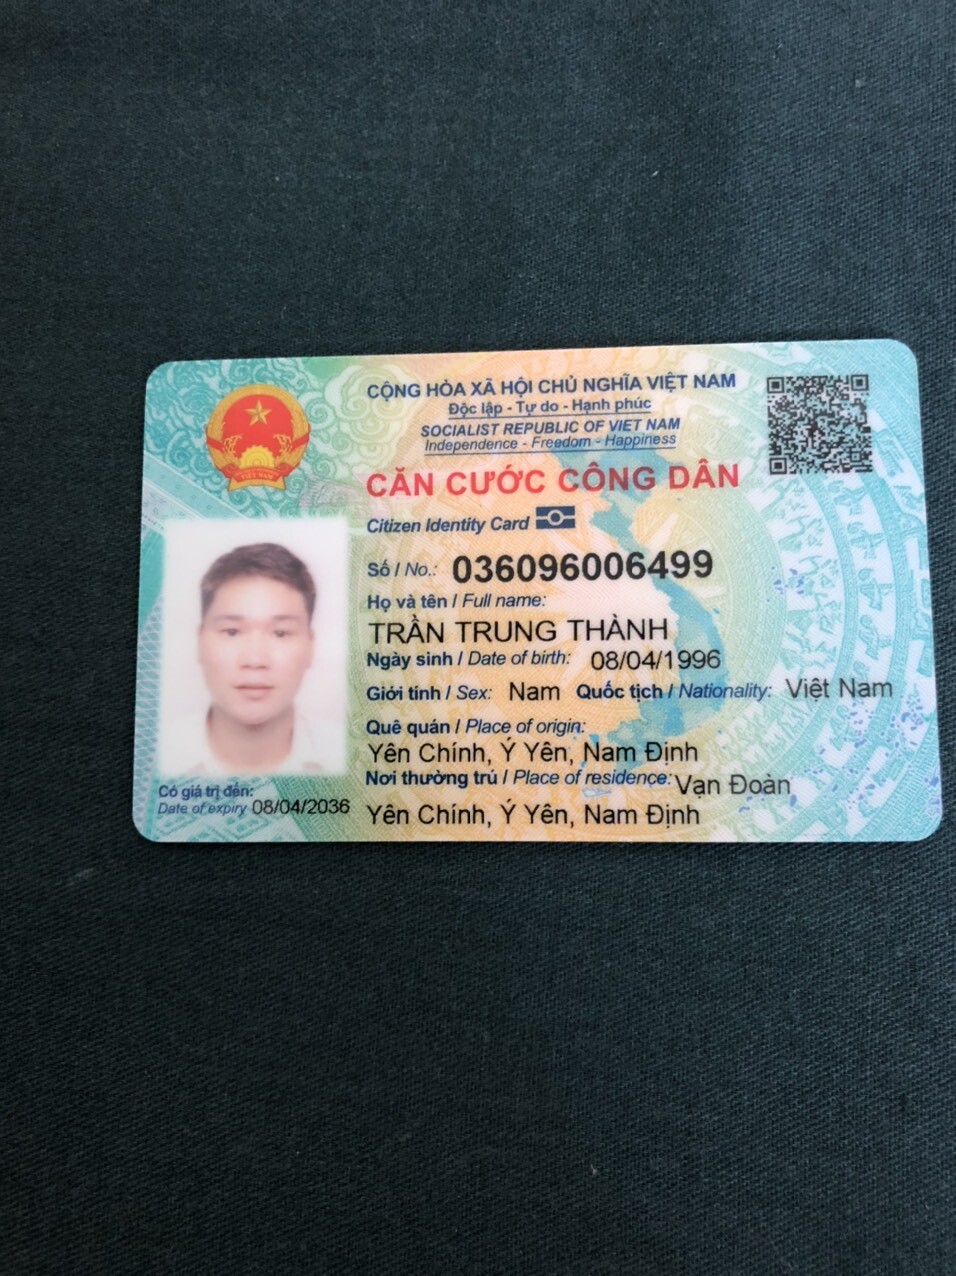 CỘNG HÒA XÃ HỘI CHỦ NGHĨA VIỆT NAM
Độc lập - Tự do - Hạnh phúc
SOCIALIST REPUBLIC OF VIET NAM
Independence - Freedom - Happiness
CĂN CƯỚC CÔNG DÂN
Citizen Identity Card
Số / No.: 036096006499
Họ và tên / Full name:
TRẦN TRUNG THÀNH
Ngày sinh / Date of birth: 08/04/1996
Giới tính / Sex: Nam Quốc tịch / Nationality: Việt Nam
Quê quán / Place of origin:
Yên Chính, Ý Yên, Nam Định
Nơi thường trú / Place of residence: Vạn Đoàn
Yên Chính, Ý Yên, Nam Định
Có giá trị đến:
Date of expiry 08/04/2036
VIỆT NAM